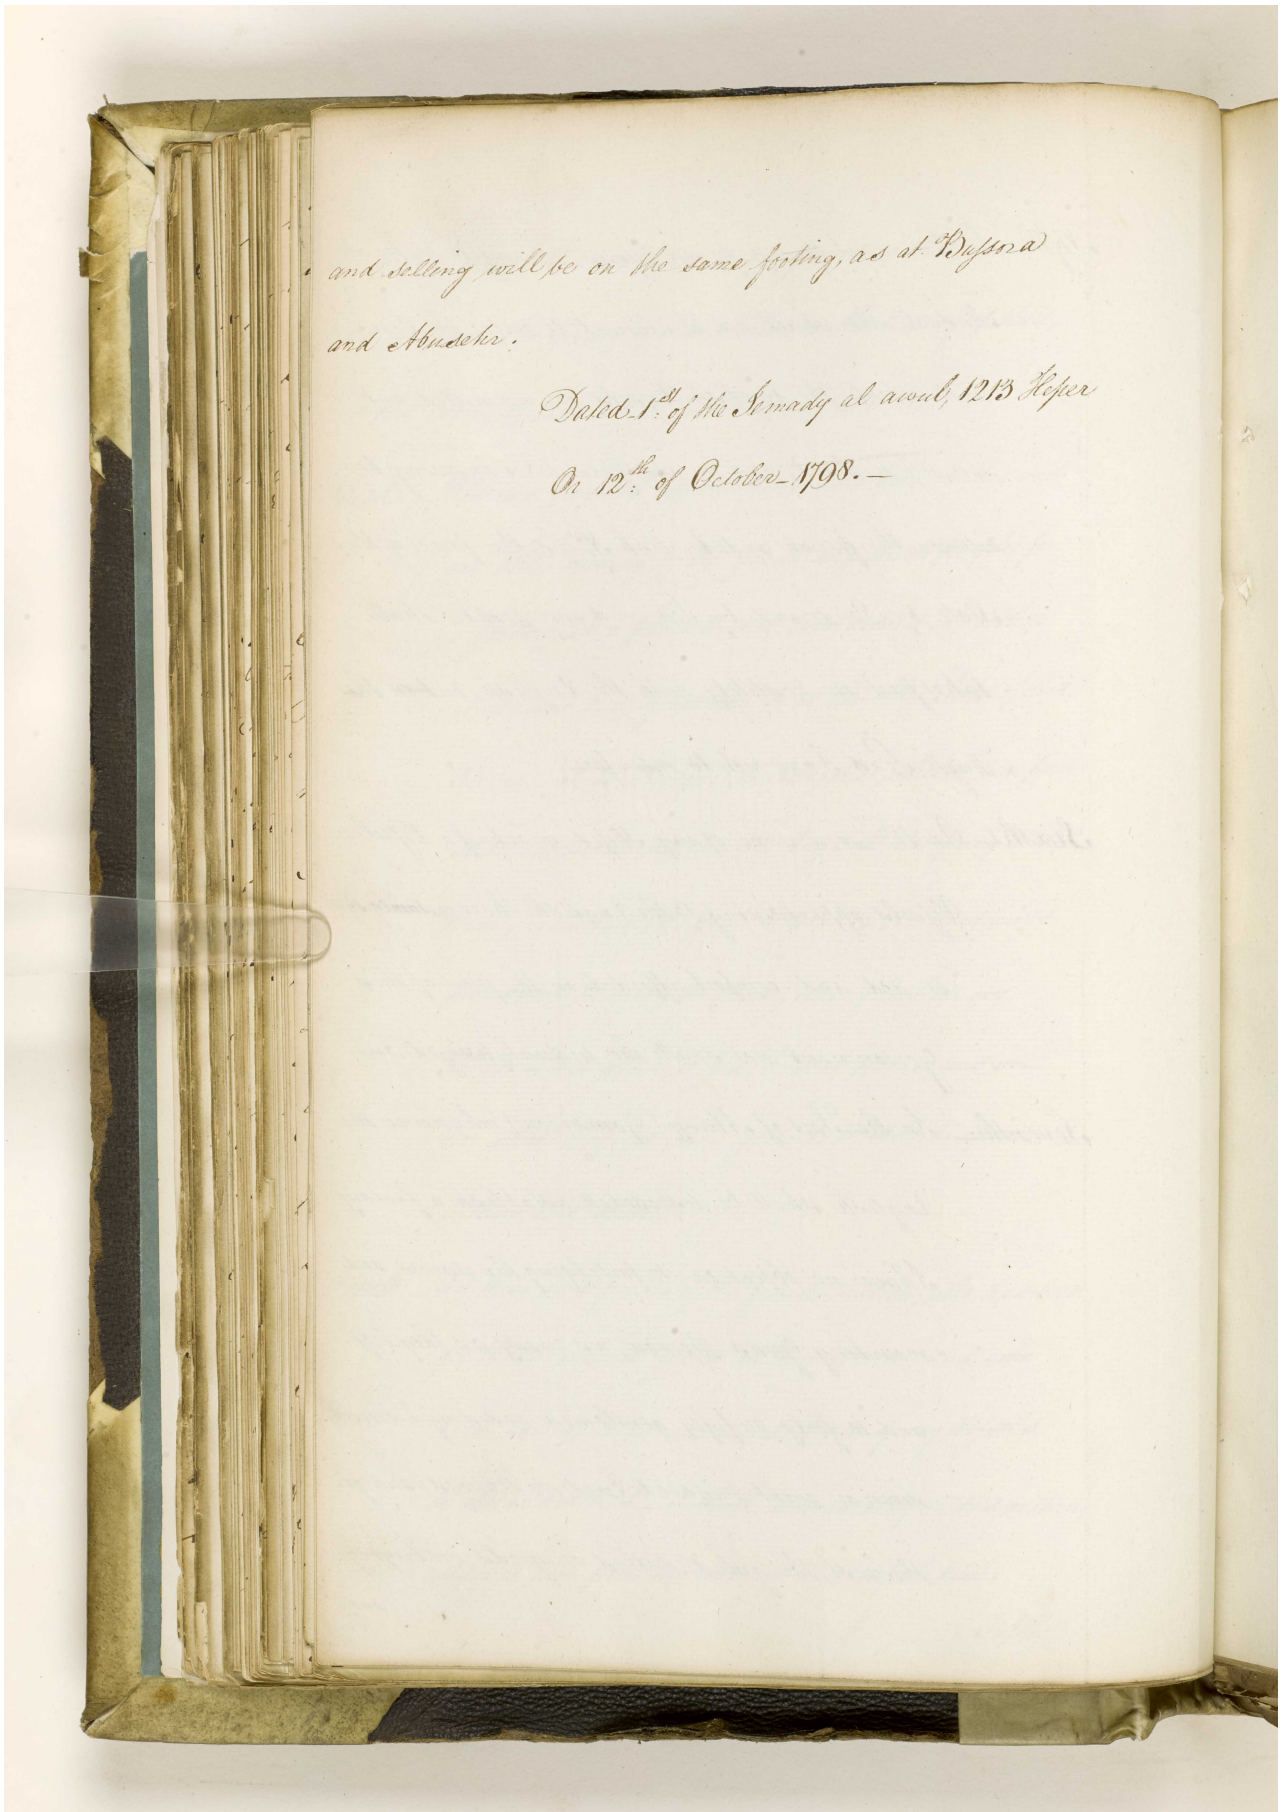 and selling will be on the same footing, as at Bussora
and Abusehr.
Dated 1st of the Jemady al awul, 1213 Hejer
Or 12th of October 1798. —